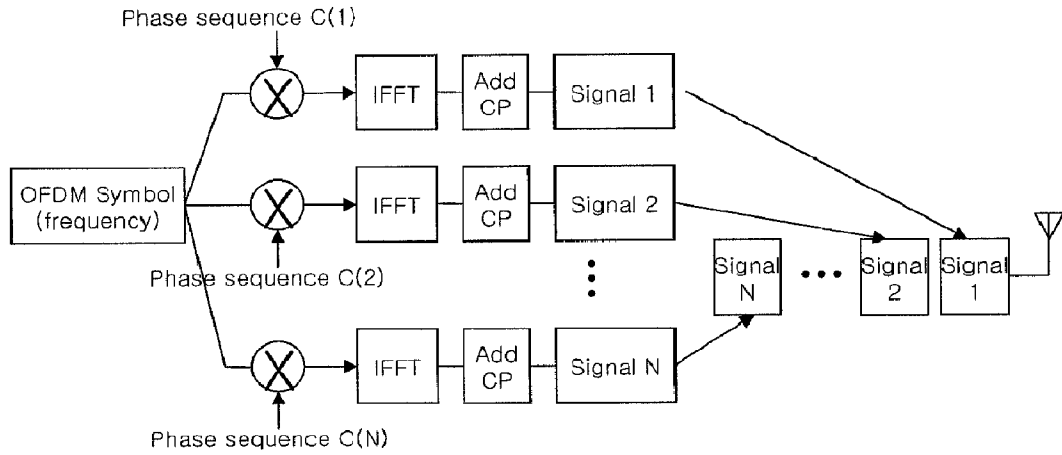 Phase sequence C(1)
IFFT
Add
CP
Signal 1
OFDM Symbol
(frequency)
IFFT
Add
CP
Signal 2
Phase sequence C(2)
Signal
N
Signal
2
Signal
1
IFFT
Add
CP
Signal N
Phase sequence C(N)